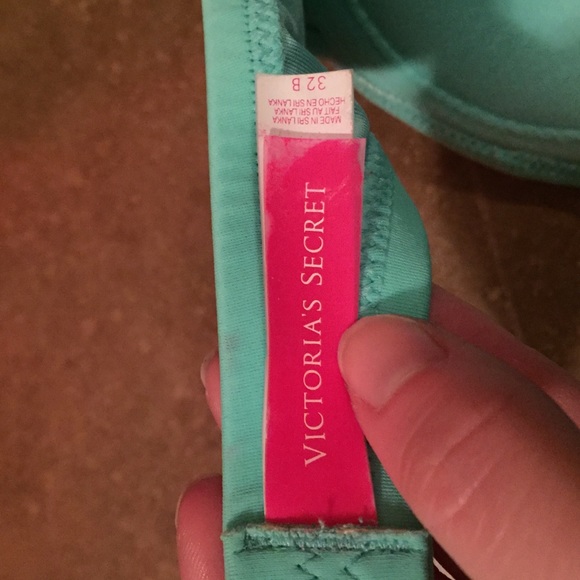 32 B
MADE IN SRI LANKA
FAIT AU SRI LANKA
HECHO EN SRI LANKA
VICTORIA'S SECRET